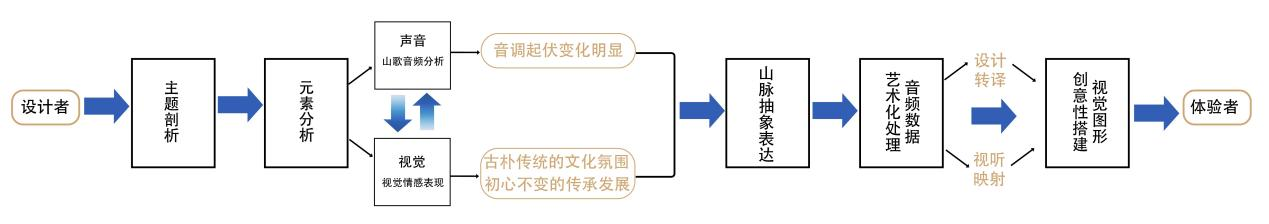 设计者
主题剖析
元素分析
声音
山歌音频分析
音调起伏变化明显
视觉
视觉情感表现
古朴传统的文化氛围
初心不变的传承发展
山脉抽象表达
音频数据
艺术化处理
设计
转译
视听
映射
视觉图形
创意性搭建
体验者